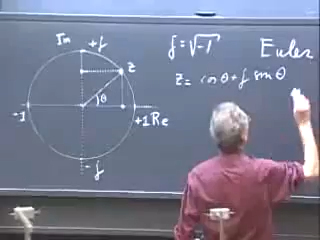 Im +j
j = √-1 Euler
z
z = cos θ + j sin θ
θ
-1 +1 Re
-j